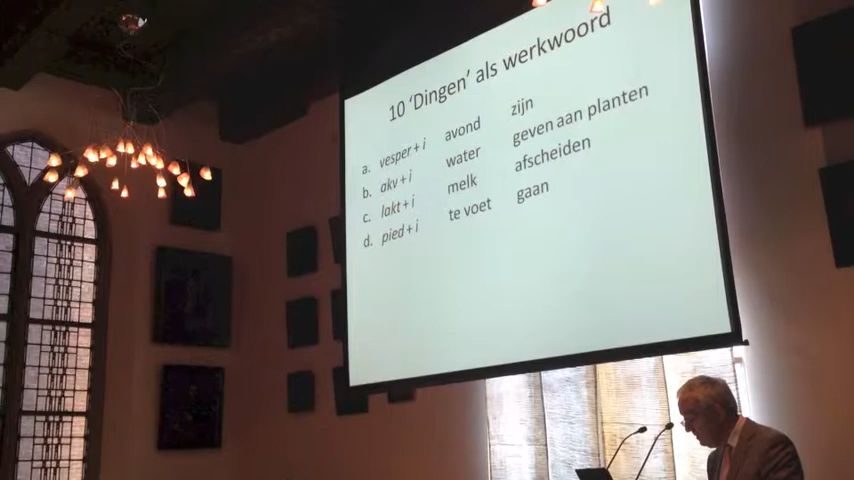 10 ‘Dingen’ als werkwoord
a. vesper + i avond zijn
b. akv + i water geven aan planten
c. lakt + i melk afscheiden
d. pied + i te voet gaan